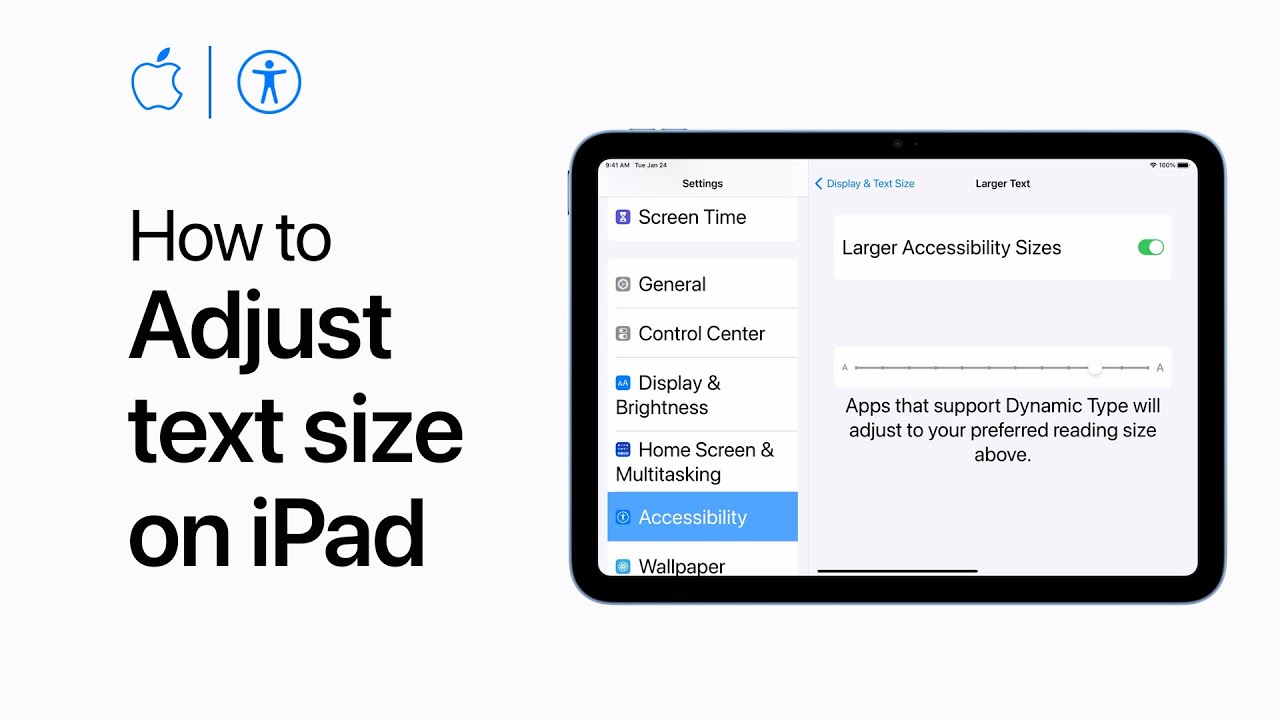 How to
Adjust
text size
on iPad
9:41 AM Tue Jan 24
100%
Settings
Screen Time
General
Control Center
AA Display &
Brightness
Home Screen &
Multitasking
Accessibility
Wallpaper
Display & Text Size
Larger Text
Larger Accessibility Sizes
A A
Apps that support Dynamic Type will
adjust to your preferred reading size
above.